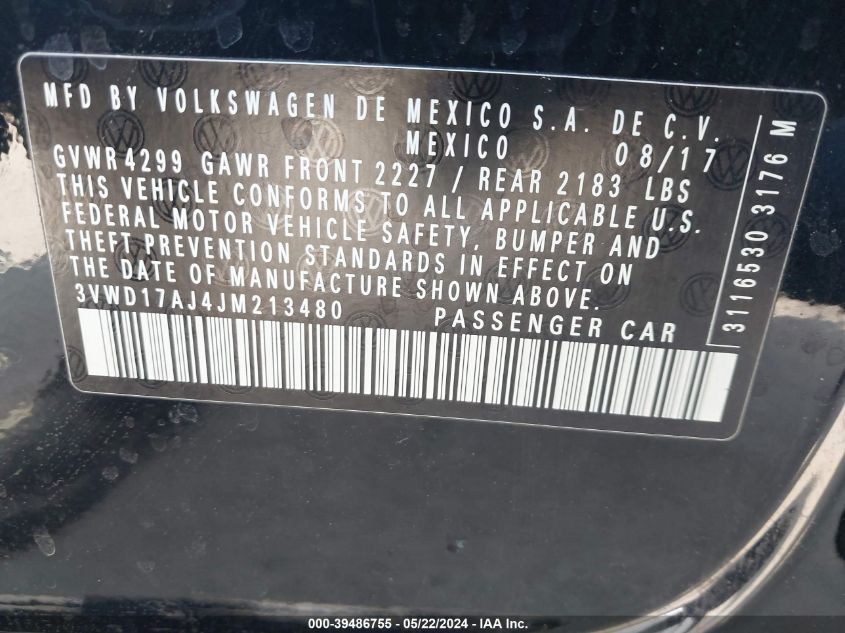 MFD BY VOLKSWAGEN DE MEXICO S.A. DE C.V.
MEXICO 08/17
GVWR 4299 GAWR FRONT 2227 / REAR 2183 LBS
THIS VEHICLE CONFORMS TO ALL APPLICABLE U.S.
FEDERAL MOTOR VEHICLE SAFETY, BUMPER AND
THEFT PREVENTION STANDARDS IN EFFECT ON
THE DATE OF MANUFACTURE SHOWN ABOVE.
3VWD17AJ4JM213480 PASSENGER CAR
3116530 3176 M
000-39486755 - 05/22/2024 - IAA Inc.